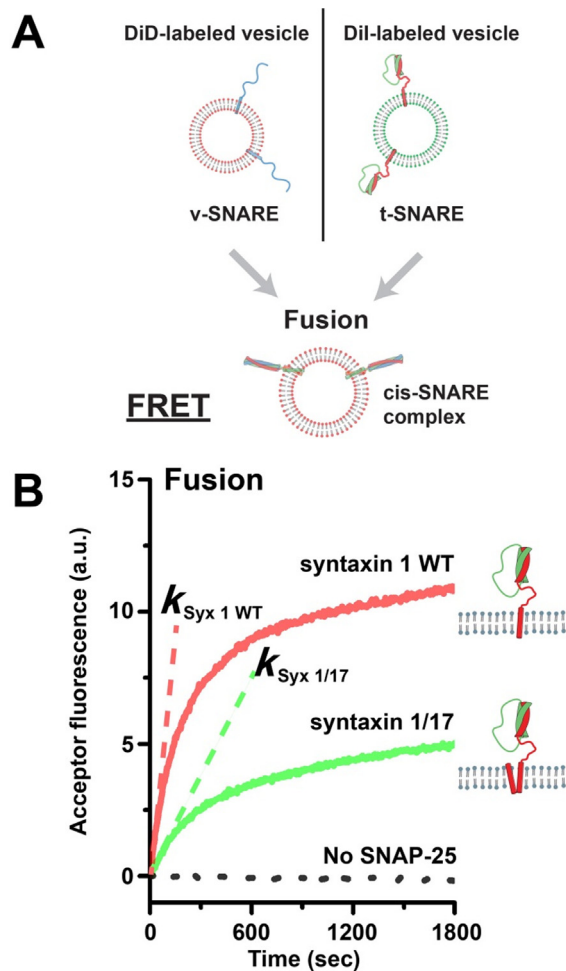 A
DiD-labeled vesicle
DiI-labeled vesicle
v-SNARE
t-SNARE
Fusion
FRET
cis-SNARE
complex
B
Fusion
15
10
5
0
Acceptor fluorescence (a.u.)
syntaxin 1 WT
k Syx 1 WT
k Syx 1/17
syntaxin 1/17
No SNAP-25
0 600 1200 1800
Time (sec)